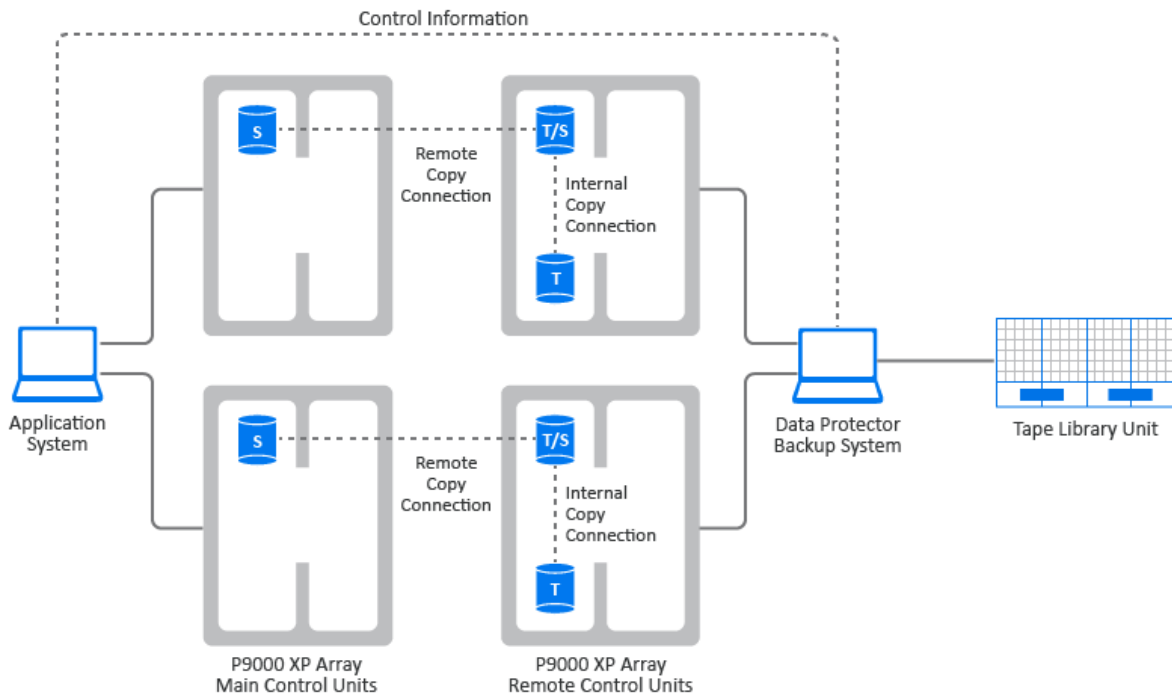 Control Information
S
T/S
Remote
Copy
Connection
Internal
Copy
Connection
T
Application
System
Data Protector
Backup System
Tape Library Unit
S
T/S
Remote
Copy
Connection
Internal
Copy
Connection
T
P9000 XP Array
Main Control Units
P9000 XP Array
Remote Control Units